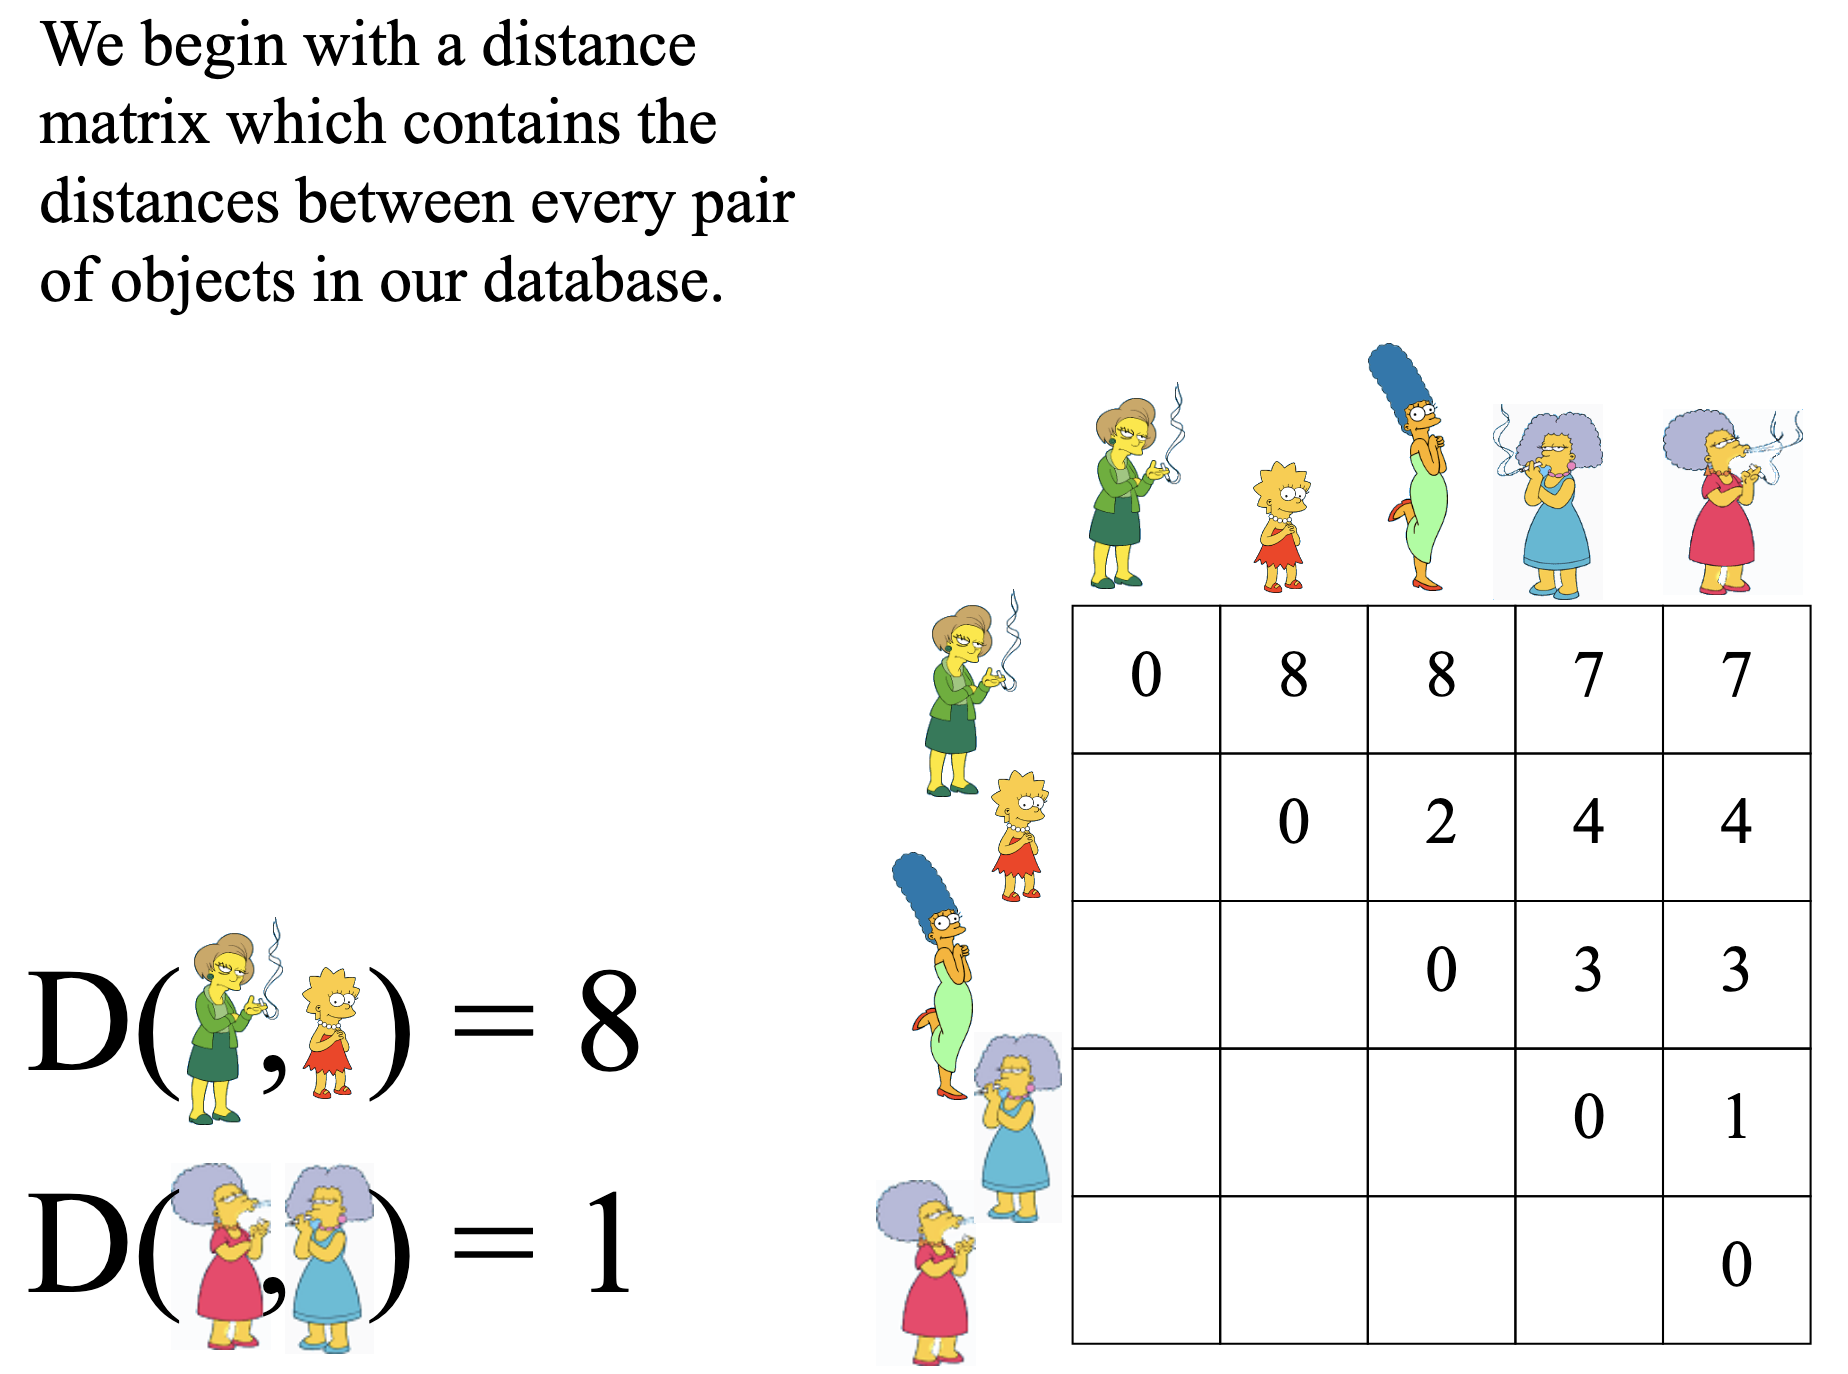 We begin with a distance
matrix which contains the
distances between every pair
of objects in our database.
0 8 8 7 7
0 2 4 4
0 3 3
0 1
0
D( , ) = 8
D( , ) = 1